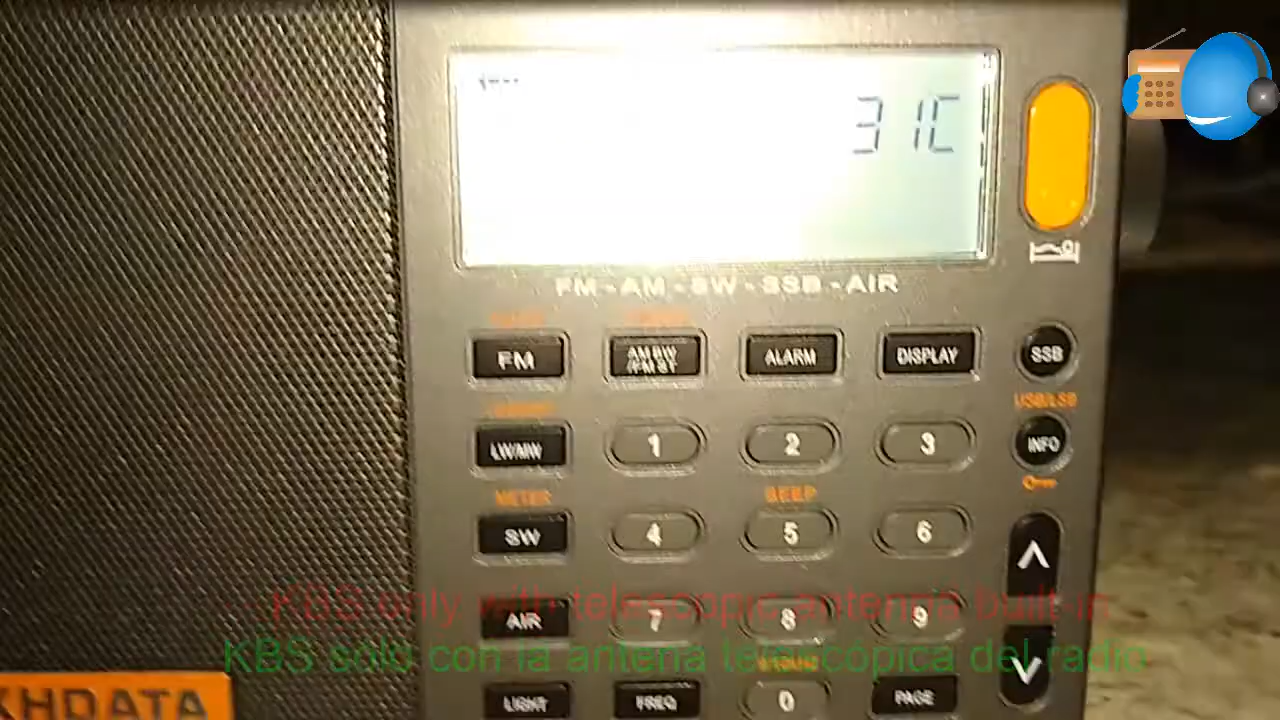 31C
FM - AM - SW - SSB - AIR
FM
AM BW
/FM ST
ALARM
DISPLAY
SSB
USB/LSB
LW/MW
1
2
3
INFO
METER
BEEP
SW
4
5
6
KBS only with telescopic antenna built-in
AIR
7
8
9
KBS solo con la antena telescópica del radio
LIGHT
FREQ
0
PAGE
XHDATA